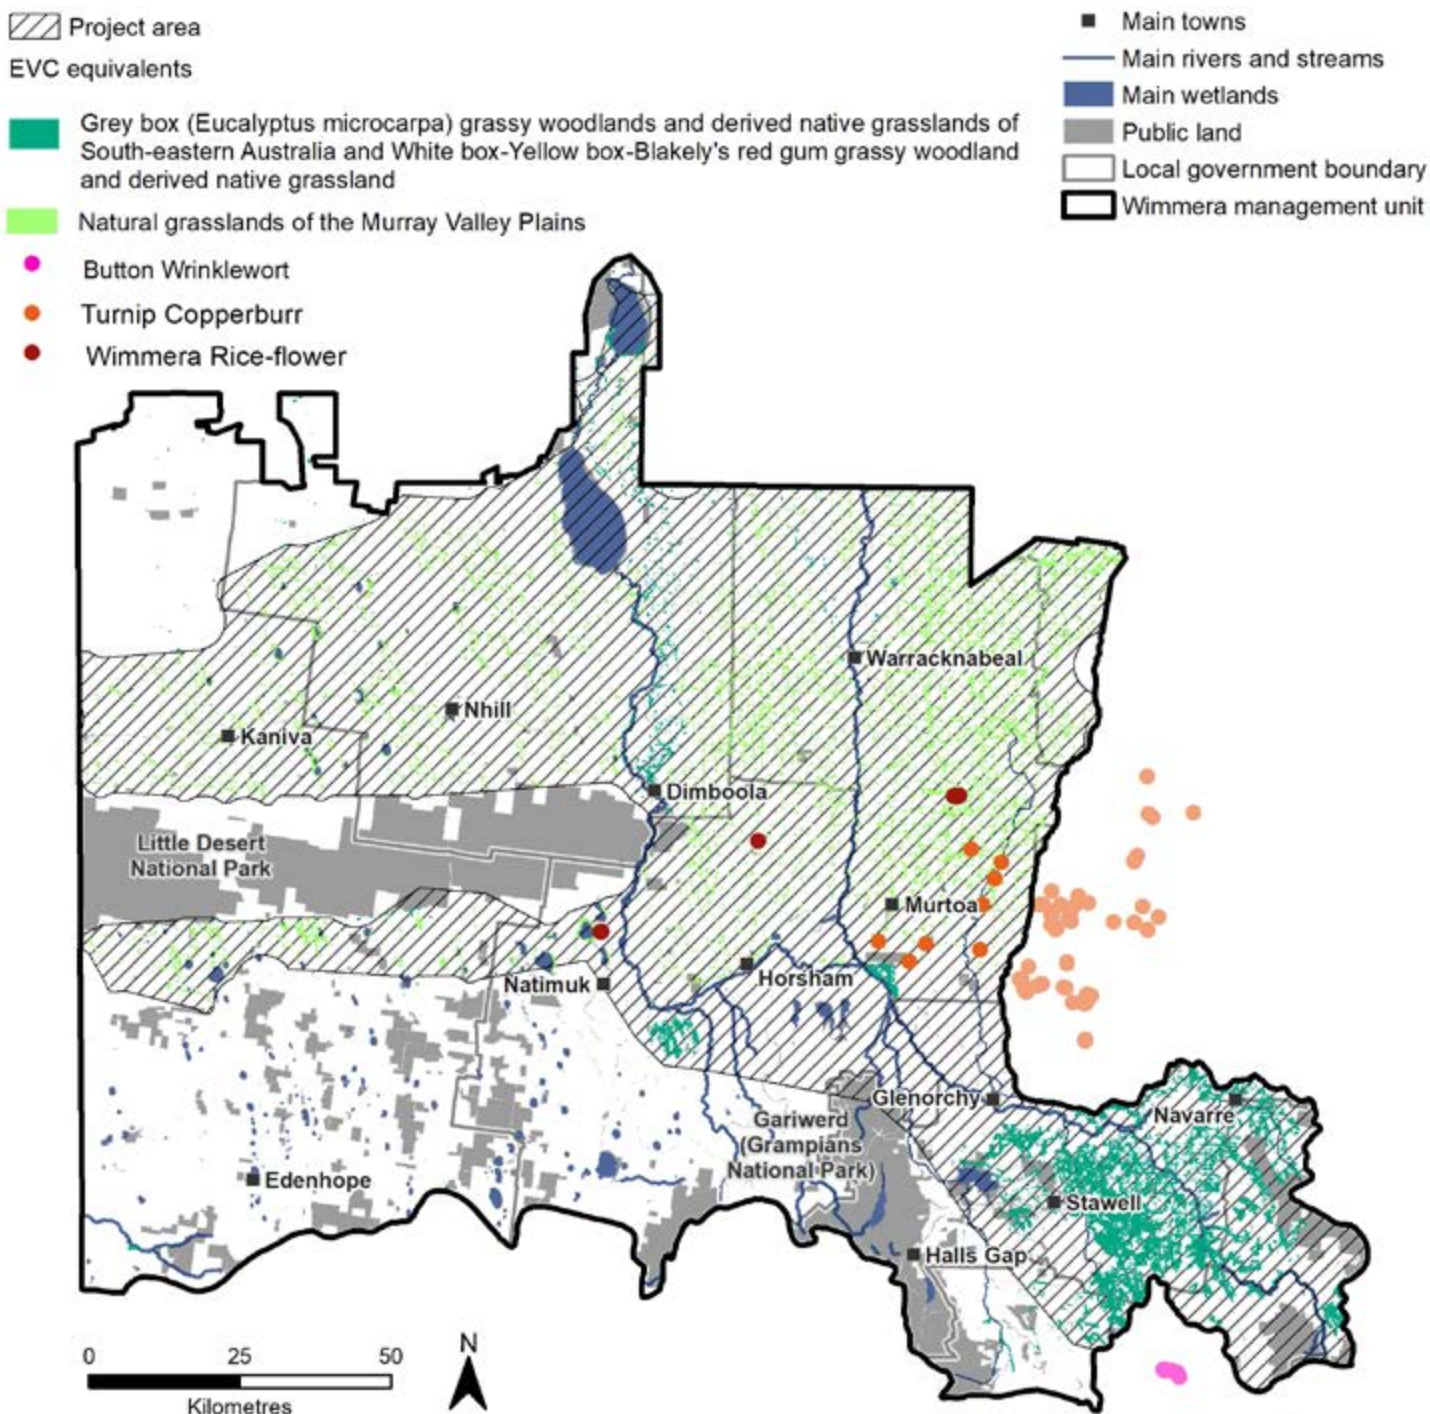 Project area
EVC equivalents
Grey box (Eucalyptus microcarpa) grassy woodlands and derived native grasslands of
South-eastern Australia and White box-Yellow box-Blakely's red gum grassy woodland
and derived native grassland
Natural grasslands of the Murray Valley Plains
Button Wrinklewort
Turnip Copperburr
Wimmera Rice-flower
Main towns
Main rivers and streams
Main wetlands
Public land
Local government boundary
Wimmera management unit
Warracknabeal
Nhill
Kaniva
Dimboola
Little Desert
National Park
Murtoa
Natimuk
Horsham
Glenorchy
Navarre
Gariwerd
(Grampians
National Park)
Edenhope
Stawell
Halls Gap
0 25 50
Kilometres
N